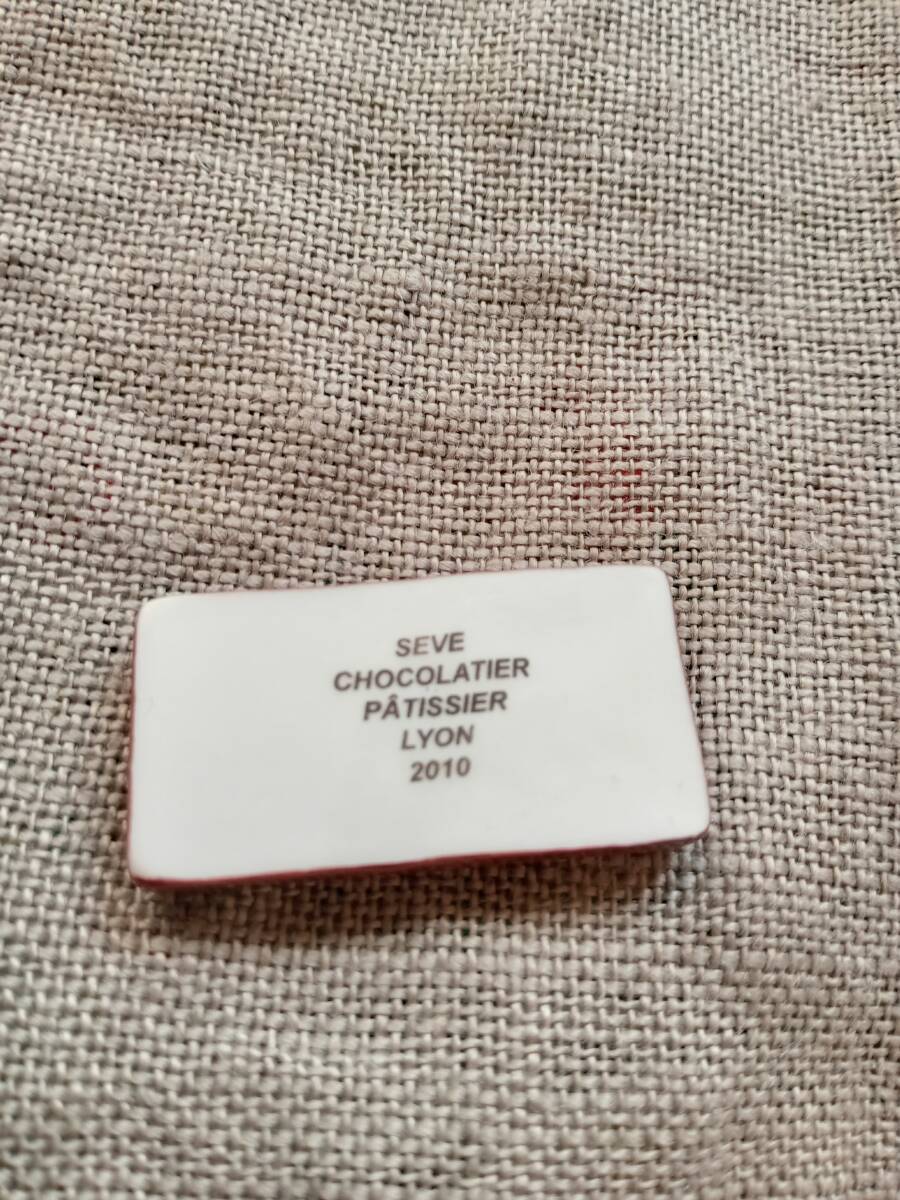 SEVE
CHOCOLATIER
PÂTISSIER
LYON
2010